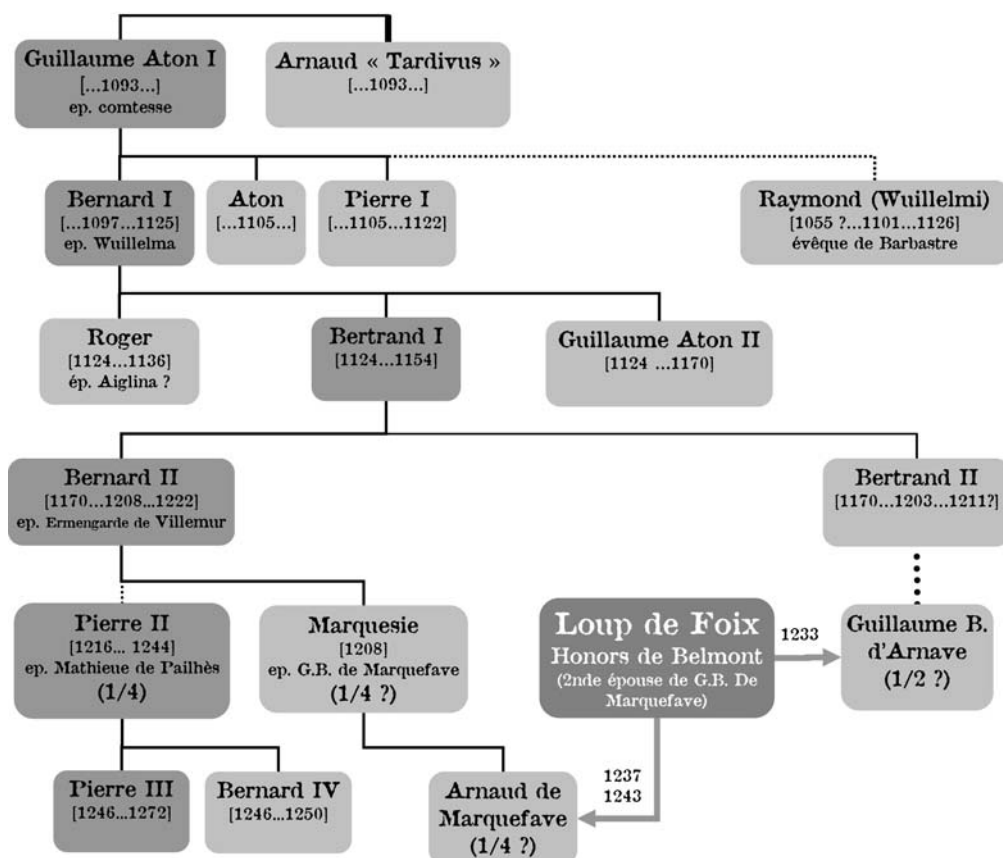 Guillaume Aton I
[...1093...]
ep. comtesse
Arnaud « Tardivus »
[...1093...]
Bernard I
[...1097...1125]
ep. Wuillelma
Aton
[...1105...]
Pierre I
[...1105...1122]
Raymond (Wuillelmi)
[1055 ?...1101...1126]
évêque de Barbastre
Roger
[1124...1136]
ép. Aiglina ?
Bertrand I
[1124...1154]
Guillaume Aton II
[1124 ...1170]
Bernard II
[1170...1208...1222]
ep. Ermengarde de Villemur
Bertrand II
[1170...1203...1211?]
Pierre II
[1216... 1244]
ep. Mathieue de Pailhès
(1/4)
Marquesie
[1208]
ep. G.B. de Marquefave
(1/4 ?)
Loup de Foix
Honors de Belmont
(2nde épouse de G.B. De
Marquefave)
1233
Guillaume B.
d'Arnave
(1/2 ?)
Pierre III
[1246...1272]
Bernard IV
[1246...1250]
Arnaud de
Marquefave
(1/4 ?)
1237
1243